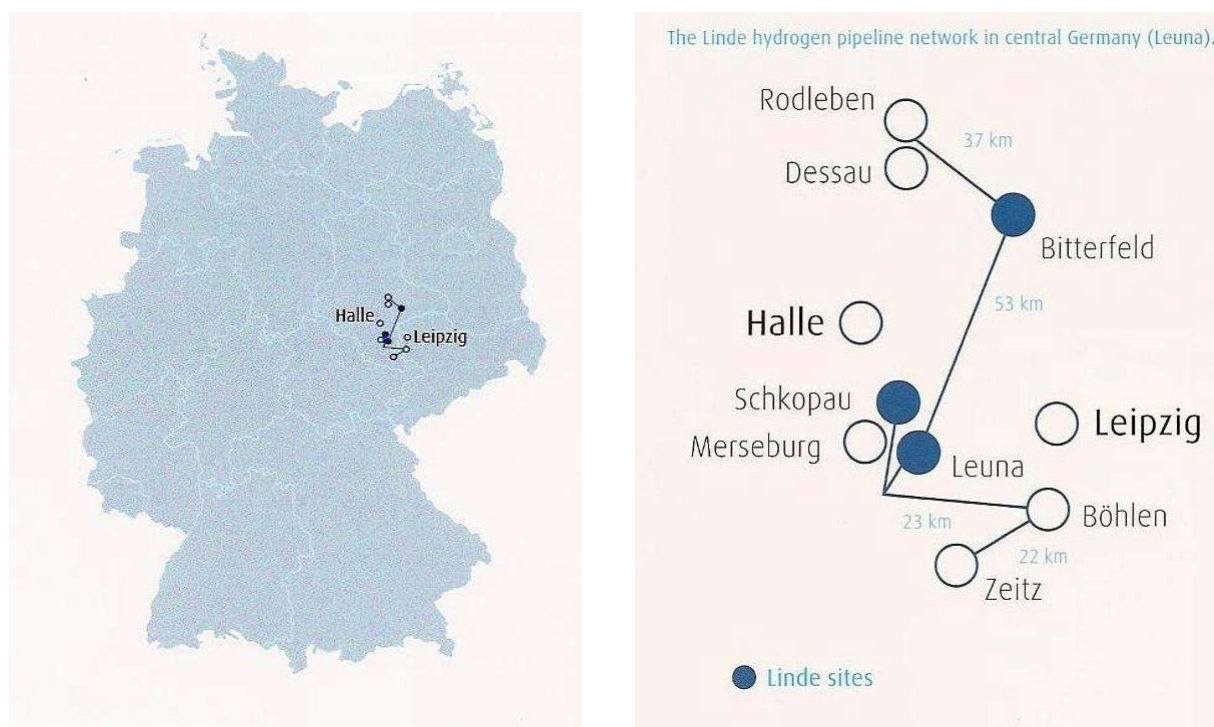 Halle
Leipzig
The Linde hydrogen pipeline network in central Germany (Leuna).
Rodleben
37 km
Dessau
Bitterfeld
53 km
Halle
Schkopau
Leipzig
Merseburg
Leuna
Böhlen
23 km
22 km
Zeitz
Linde sites